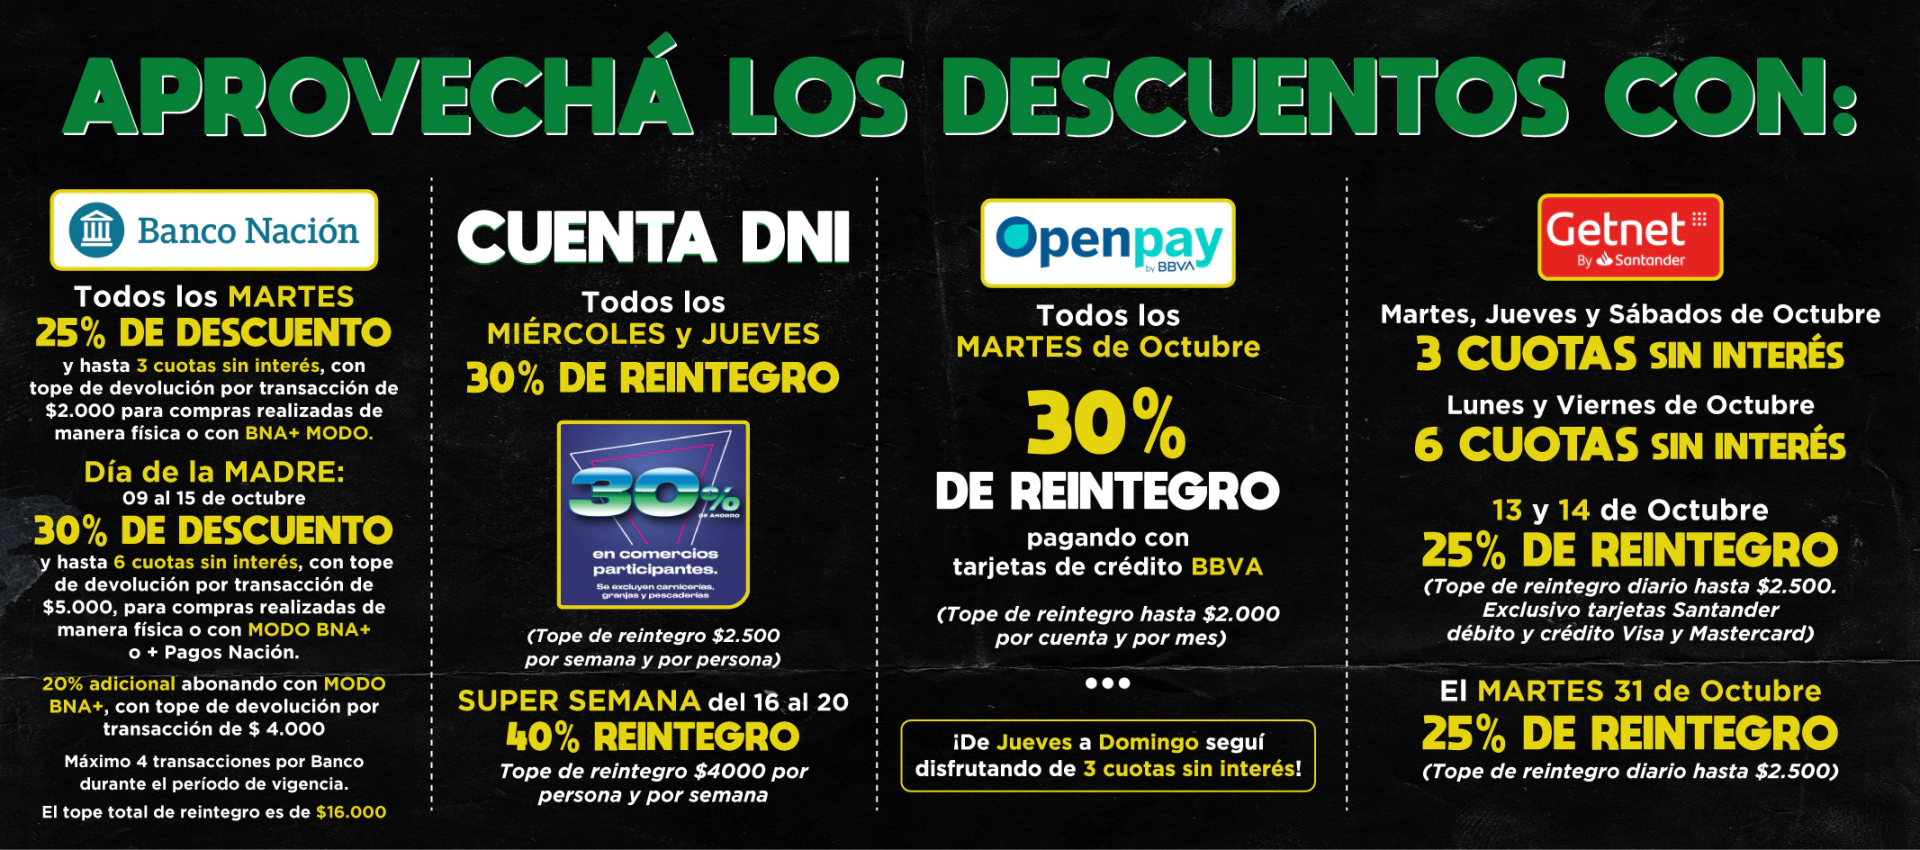 APROVECHÁ LOS DESCUENTOS CON:
Banco Nación
Todos los MARTES
25% DE DESCUENTO
y hasta 3 cuotas sin interés, con
tope de devolución por transacción de
$2.000 para compras realizadas de
manera física o con BNA+ MODO.
Día de la MADRE:
09 al 15 de octubre
30% DE DESCUENTO
y hasta 6 cuotas sin interés, con tope
de devolución por transacción de
$5.000, para compras realizadas de
manera física o con MODO BNA+
o + Pagos Nación.
20% adicional abonando con MODO
BNA+, con tope de devolución por
transacción de $ 4.000
Máximo 4 transacciones por Banco
durante el período de vigencia.
El tope total de reintegro es de $16.000
CUENTA DNI
Todos los
MIÉRCOLES y JUEVES
30% DE REINTEGRO
30%
DE AHORRO
en comercios
participantes.
Se excluyen carnicerías,
granjas y pescaderías
(Tope de reintegro $2.500
por semana y por persona)
SUPER SEMANA del 16 al 20
40% REINTEGRO
Tope de reintegro $4000 por
persona y por semana
Openpay
by BBVA
Todos los
MARTES de Octubre
30%
DE REINTEGRO
pagando con
tarjetas de crédito BBVA
(Tope de reintegro hasta $2.000
por cuenta y por mes)
•••
¡De Jueves a Domingo seguí
disfrutando de 3 cuotas sin interés!
Getnet
By Santander
Martes, Jueves y Sábados de Octubre
3 CUOTAS SIN INTERÉS
Lunes y Viernes de Octubre
6 CUOTAS SIN INTERÉS
13 y 14 de Octubre
25% DE REINTEGRO
(Tope de reintegro diario hasta $2.500.
Exclusivo tarjetas Santander
débito y crédito Visa y Mastercard)
El MARTES 31 de Octubre
25% DE REINTEGRO
(Tope de reintegro diario hasta $2.500)